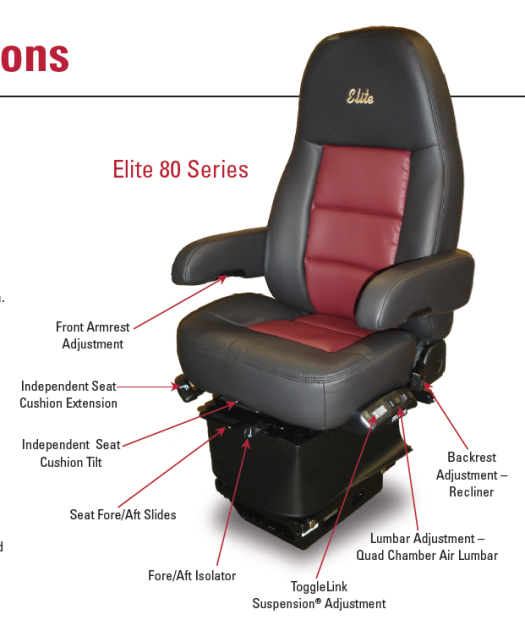 ons
Elite
Elite 80 Series
Front Armrest
Adjustment
Independent Seat
Cushion Extension
Independent Seat
Cushion Tilt
Seat Fore/Aft Slides
Fore/Aft Isolator
ToggleLink
Suspension® Adjustment
Lumbar Adjustment –
Quad Chamber Air Lumbar
Backrest
Adjustment –
Recliner